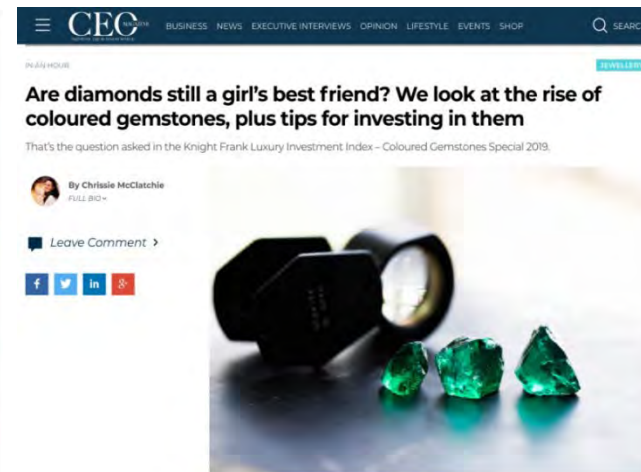 CEO MAGAZINE
BUSINESS NEWS EXECUTIVE INTERVIEWS OPINION LIFESTYLE EVENTS SHOP
SEARC
IN AN HOUR
JEWELLERY
Are diamonds still a girl's best friend? We look at the rise of
coloured gemstones, plus tips for investing in them
That's the question asked in the Knight Frank Luxury Investment Index – Coloured Gemstones Special 2019.
By Chrissie McClatchie
FULL BIO
Leave Comment >
f in 8+